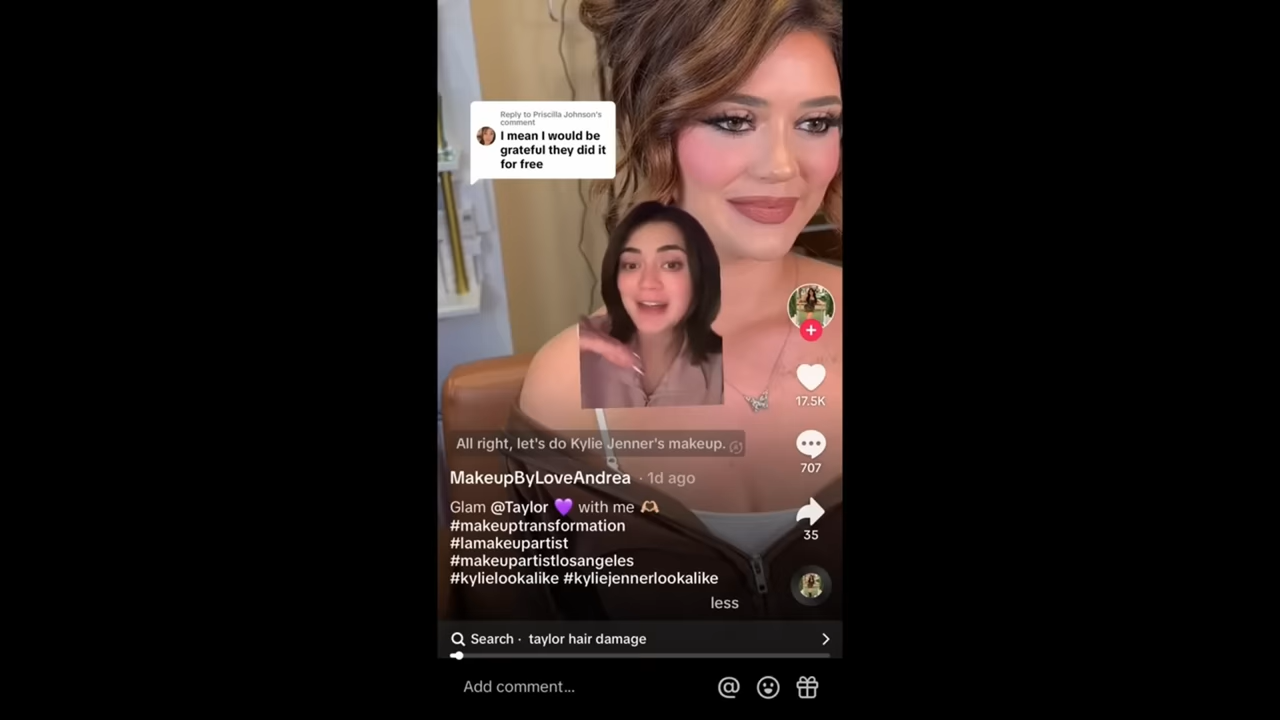 Reply to Priscilla Johnson's
comment
I mean I would be
grateful they did it
for free
17.5K
All right, let's do Kylie Jenner's makeup.
707
MakeupByLoveAndrea · 1d ago
Glam @Taylor 💜 with me 🫶🏽
#makeuptransformation
35
#lamakeupartist
#makeupartistlosangeles
#kylielookalike #kyliejennerlookalike
less
Search · taylor hair damage
Add comment...